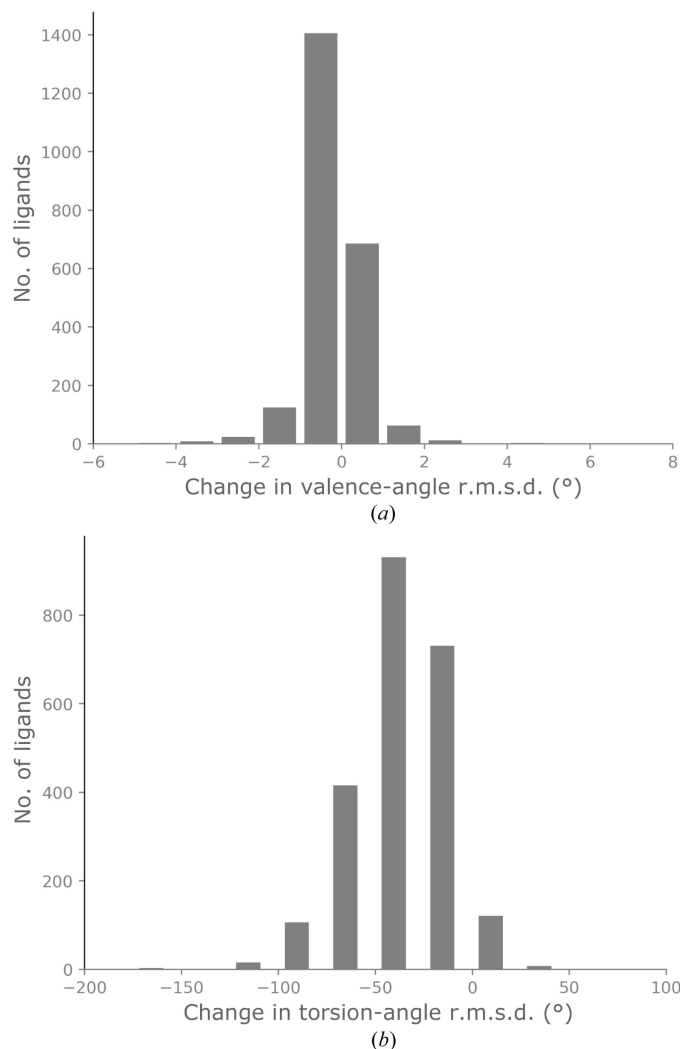 1400
1200
1000
800
600
400
200
0
No. of ligands
−6 −4 −2 0 2 4 6 8
Change in valence-angle r.m.s.d. (°)
(a)
800
600
400
200
0
No. of ligands
−200 −150 −100 −50 0 50 100
Change in torsion-angle r.m.s.d. (°)
(b)